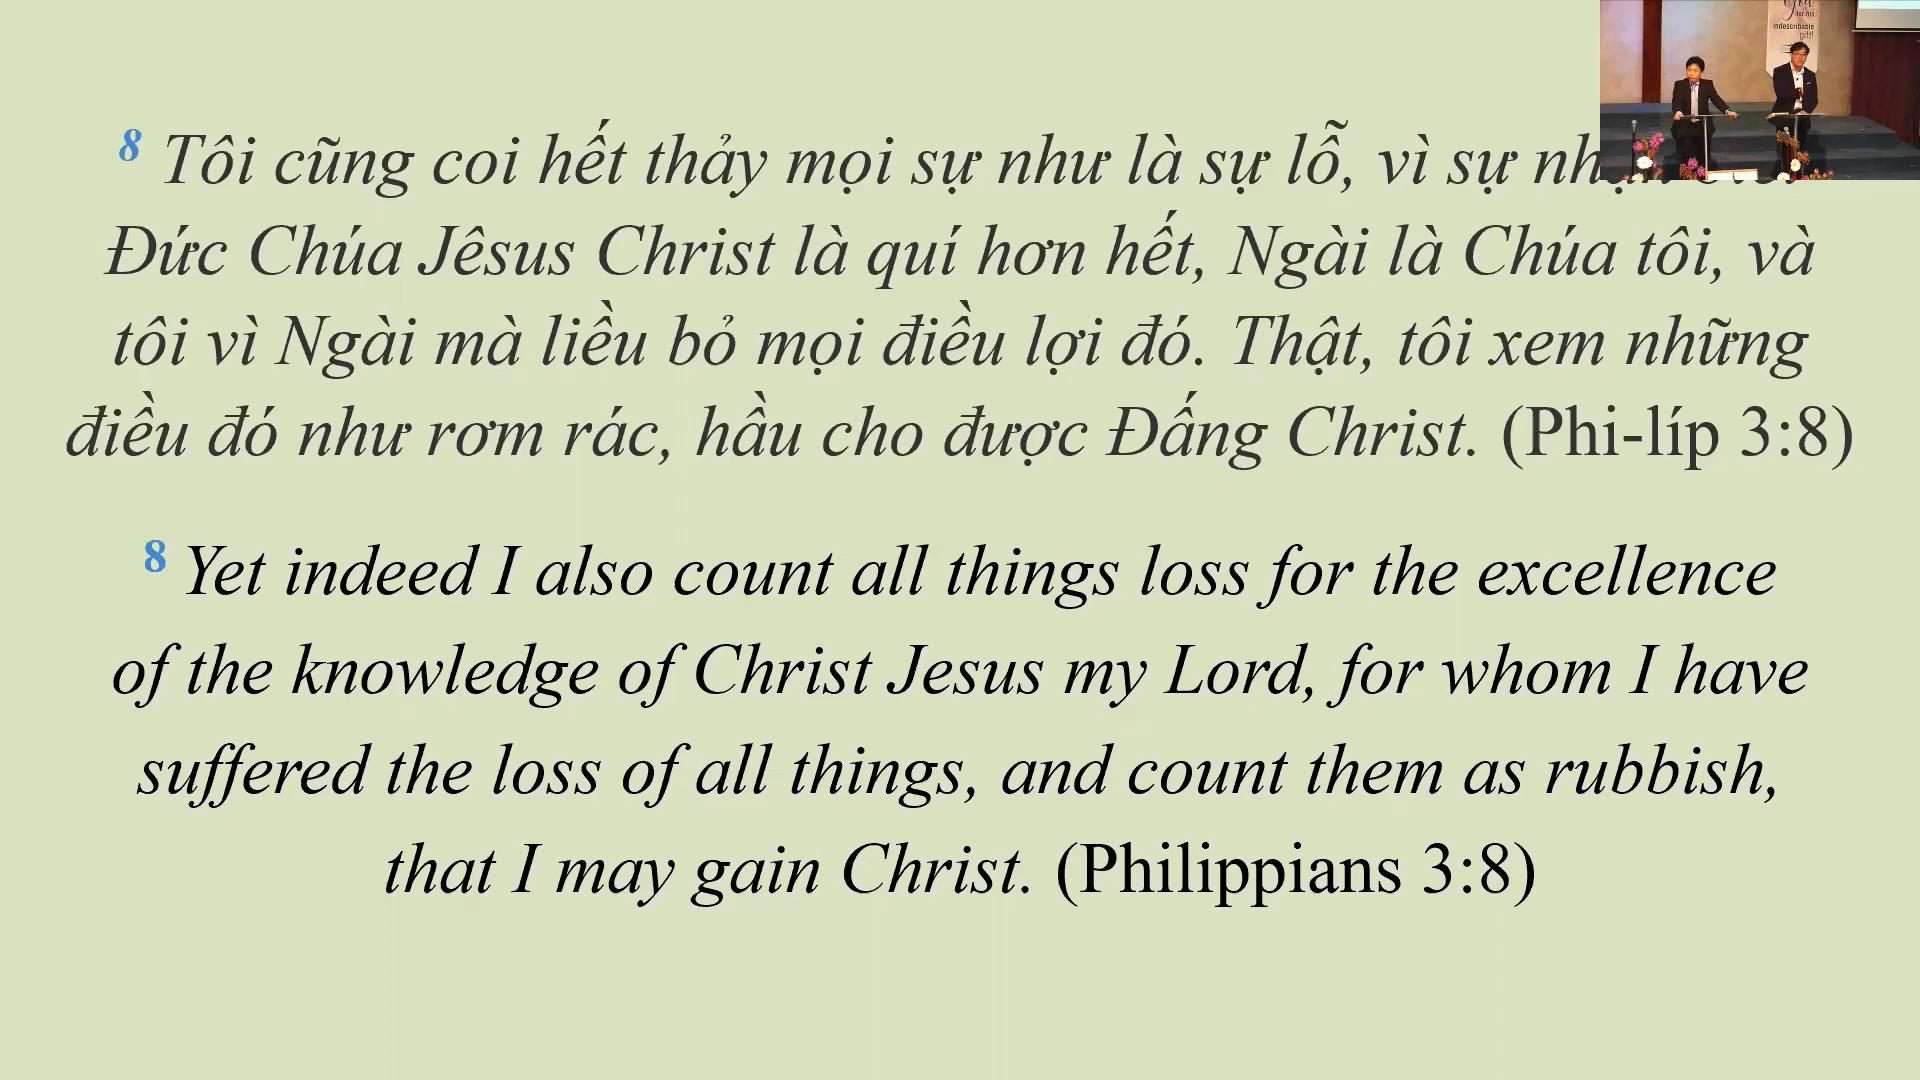 God
for his
indescribable
gift!
8 Tôi cũng coi hết thảy mọi sự như là sự lỗ, vì sự
Đức Chúa Jêsus Christ là quí hơn hết, Ngài là Chúa tôi, và
tôi vì Ngài mà liều bỏ mọi điều lợi đó. Thật, tôi xem những
điều đó như rơm rác, hầu cho được Đấng Christ. (Phi-líp 3:8)
8 Yet indeed I also count all things loss for the excellence
of the knowledge of Christ Jesus my Lord, for whom I have
suffered the loss of all things, and count them as rubbish,
that I may gain Christ. (Philippians 3:8)